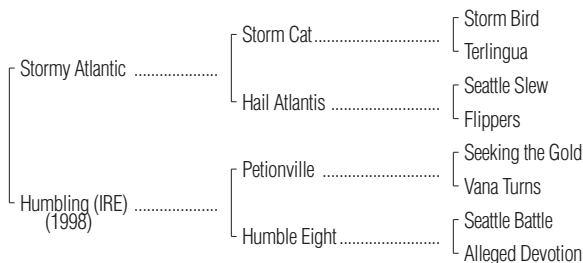 Storm Bird
Storm Cat ..............................
Terlingua
Stormy Atlantic ....................
Seattle Slew
Hail Atlantis ..........................
Flippers
Seeking the Gold
Petionville ............................
Vana Turns
Humbling (IRE) ....................
(1998)
Seattle Battle
Humble Eight........................
Alleged Devotion